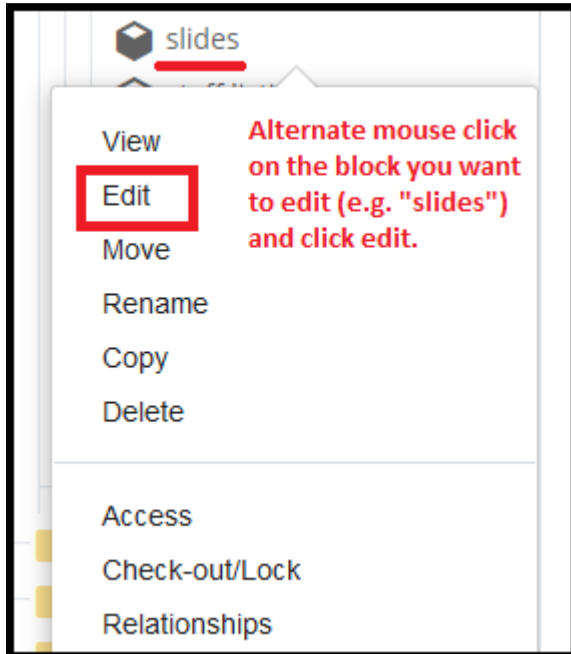 slides
View
Alternate mouse click
on the block you want
Edit
to edit (e.g. "slides")
and click edit.
Move
Rename
Copy
Delete
Access
Check-out/Lock
Relationships